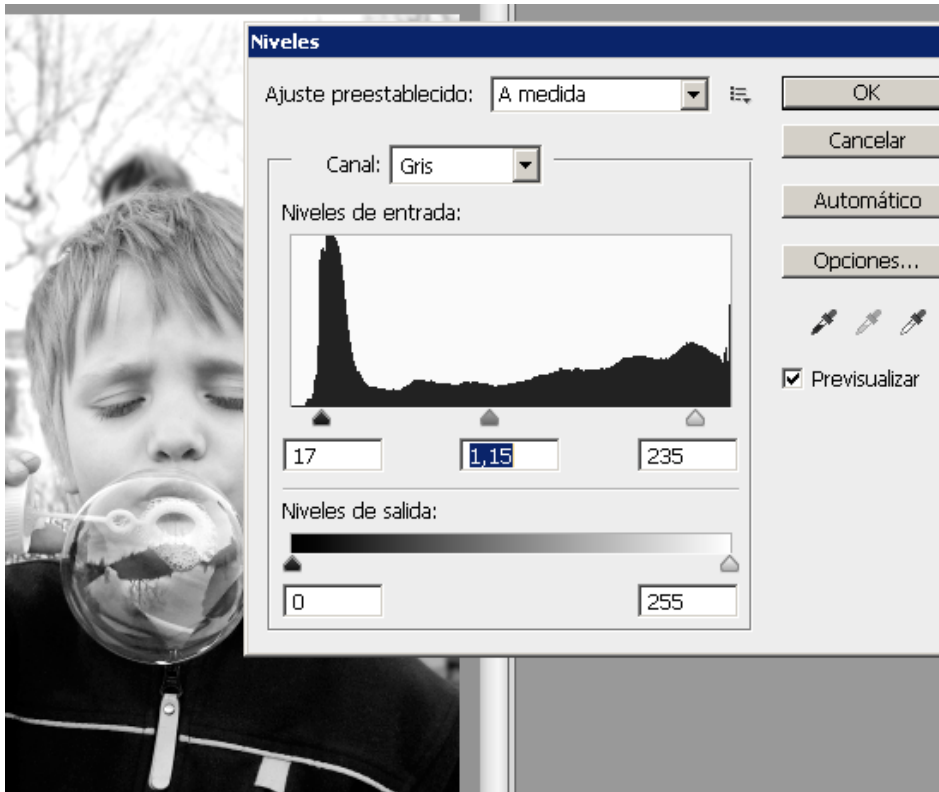 Niveles
Ajuste preestablecido: A medida
OK
Cancelar
Automático
Opciones...
Previsualizar
Canal: Gris
Niveles de entrada:
17 1,15 235
Niveles de salida:
0 255